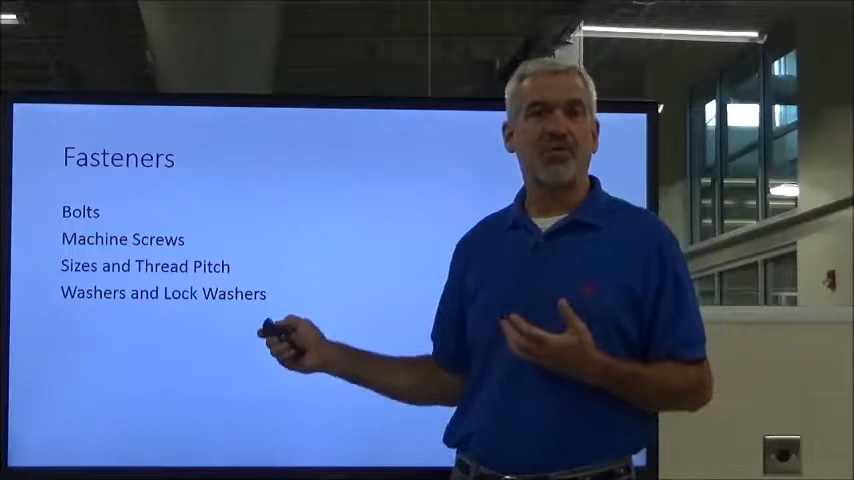 Fasteners
Bolts
Machine Screws
Sizes and Thread Pitch
Washers and Lock Washers